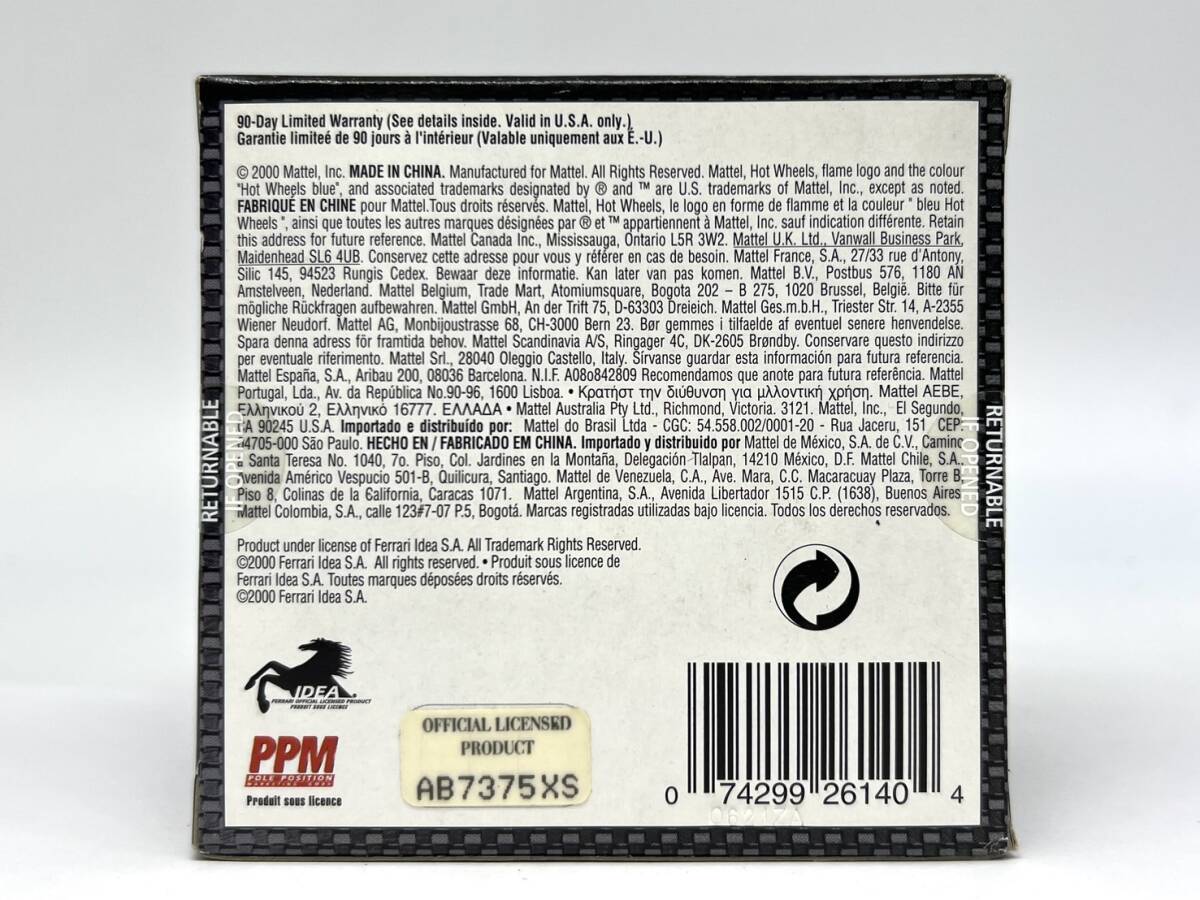 90-Day Limited Warranty (See details inside. Valid in U.S.A. only.)
Garantie limiteé de 90 jours à l'intérieur (Valable uniquement aux É.-U.)
© 2000 Mattel, Inc. MADE IN CHINA. Manufactured for Mattel. All Rights Reserved. Mattel, Hot Wheels, flame logo and the colour
"Hot Wheels blue", and associated trademarks designated by ® and ™ are U.S. trademarks of Mattel, Inc., except as noted.
FABRIQUÉ EN CHINE pour Mattel.Tous droits réservés. Mattel, Hot Wheels, le logo en forme de flamme et la couleur " bleu Hot
Wheels ", ainsi que toutes les autres marques désignées par ® et ™ appartiennent à Mattel, Inc. sauf indication différente. Retain
this address for future reference. Mattel Canada Inc., Mississauga, Ontario L5R 3W2. Mattel U.K. Ltd., Vanwall Business Park,
Maidenhead SL6 4UB. Conservez cette adresse pour vous y référer en cas de besoin. Mattel France, S.A., 27/33 rue d'Antony,
Silic 145, 94523 Rungis Cedex. Bewaar deze informatie. Kan later van pas komen. Mattel B.V., Postbus 576, 1180 AN
Amstelveen, Nederland. Mattel Belgium, Trade Mart, Atomiumsquare, Bogota 202 – B 275, 1020 Brussel, België. Bitte für
mögliche Rückfragen aufbewahren. Mattel GmbH, An der Trift 75, D-63303 Dreieich. Mattel Ges.m.b.H., Triester Str. 14, A-2355
Wiener Neudorf. Mattel AG, Monbijoustrasse 68, CH-3000 Bern 23. Bør gemmes i tilfaelde af eventuel senere henvendelse.
Spara denna adress för framtida behov. Mattel Scandinavia A/S, Ringager 4C, DK-2605 Brøndby. Conservare questo indirizzo
per eventuale riferimento. Mattel Srl., 28040 Oleggio Castello, Italy. Sírvanse guardar esta información para futura referencia.
Mattel España, S.A., Aribau 200, 08036 Barcelona. N.I.F. A08o842809 Recomendamos que anote para futura referência. Mattel
Portugal, Lda., Av. da República No.90-96, 1600 Lisboa. • Κρατήστ την διύθυνση για μλλοντική χρήση. Mattel AEBE,
Ελληνικού 2, Ελληνικό 16777. ΕΛΛΑΔΑ • Mattel Australia Pty Ltd., Richmond, Victoria. 3121. Mattel, Inc., El Segundo,
CA 90245 U.S.A. Importado e distribuído por: Mattel do Brasil Ltda - CGC: 54.558.002/0001-20 - Rua Jaceru, 151 CEP:
04705-000 São Paulo. HECHO EN / FABRICADO EM CHINA. Importado y distribuido por Mattel de México, S.A. de C.V., Camino
a Santa Teresa No. 1040, 7o. Piso, Col. Jardines en la Montaña, Delegación Tlalpan, 14210 México, D.F. Mattel Chile, S.A.,
Avenida Américo Vespucio 501-B, Quilicura, Santiago. Mattel de Venezuela, C.A., Ave. Mara, C.C. Macaracuay Plaza, Torre B,
Piso 8, Colinas de la California, Caracas 1071. Mattel Argentina, S.A., Avenida Libertador 1515 C.P. (1638), Buenos Aires.
Mattel Colombia, S.A., calle 123#7-07 P.5, Bogotá. Marcas registradas utilizadas bajo licencia. Todos los derechos reservados.
RETURNABLE
IF OPENED
RETURNABLE
IF OPENED
Product under license of Ferrari Idea S.A. All Trademark Rights Reserved.
©2000 Ferrari Idea S.A. All rights reserved. • Produit sous licence de
Ferrari Idea S.A. Toutes marques déposées droits réservés.
©2000 Ferrari Idea S.A.
IDEA
FERRARI OFFICIAL LICENSED PRODUCT
PRODUIT SOUS LICENCE
PPM
POLE POSITION
MARKETING GMBH
Produit sous licence
OFFICIAL LICENSED
PRODUCT
AB7375XS
0 74299 26140 4